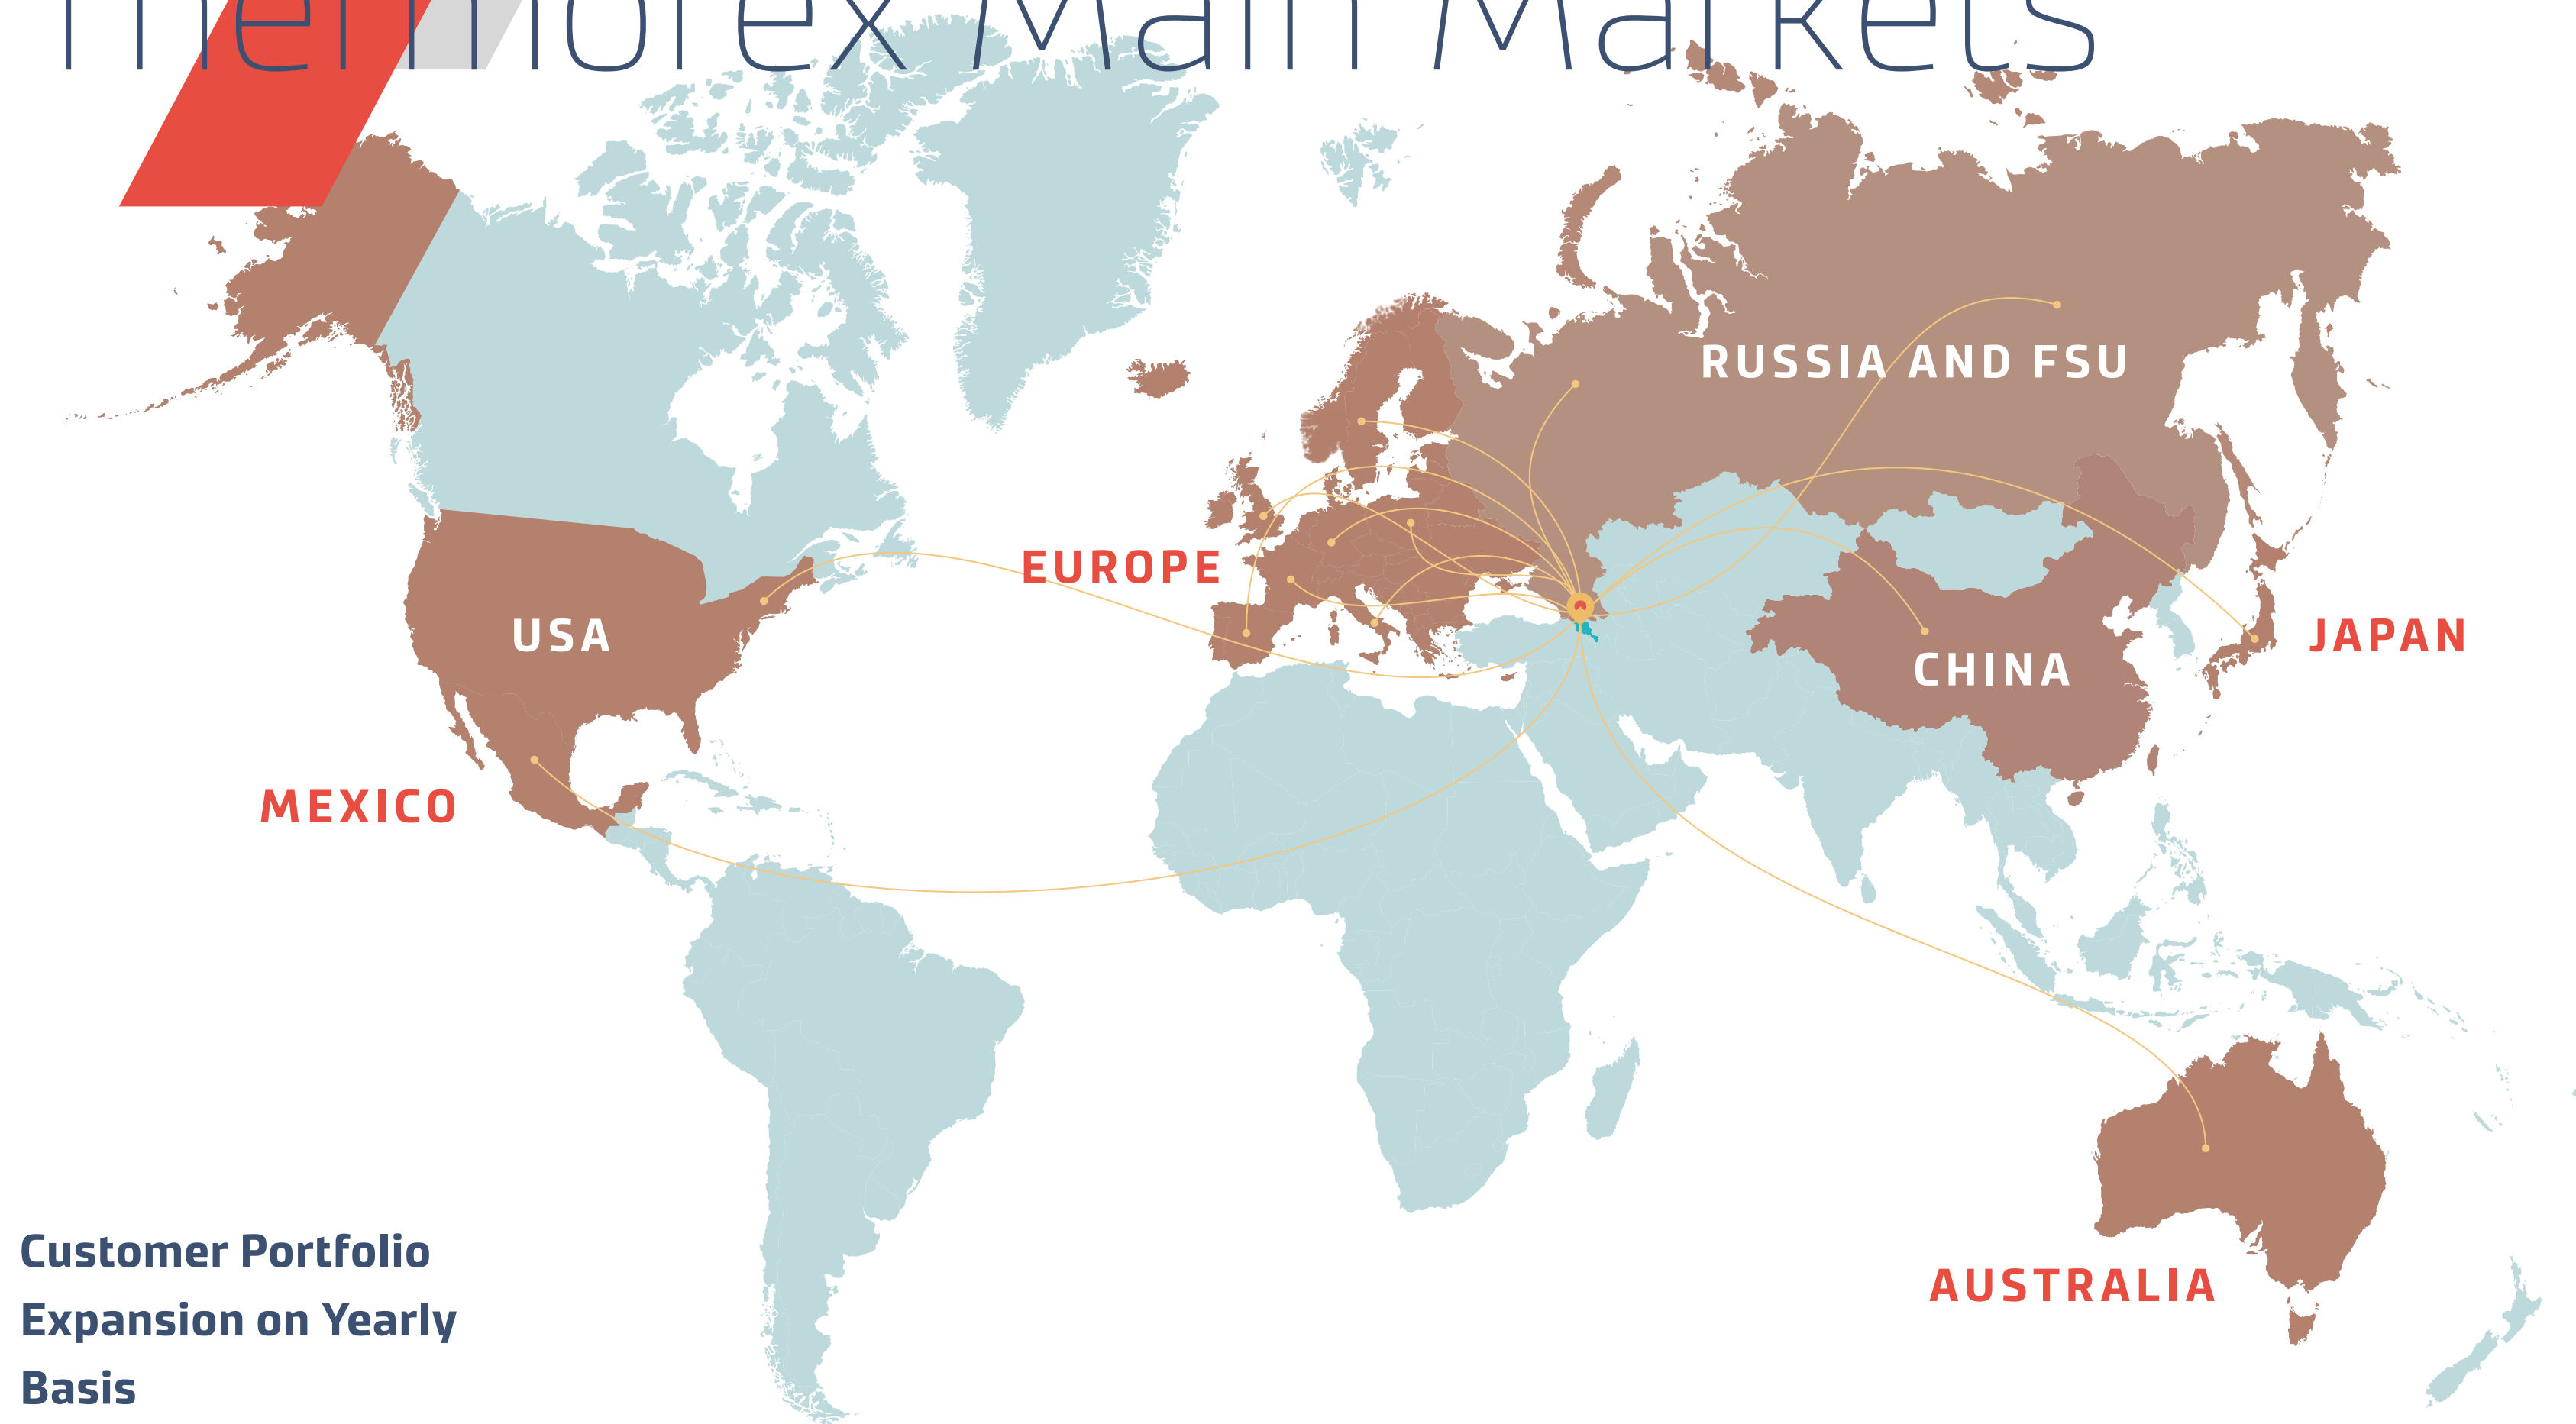 Thermorex Main Markets
RUSSIA AND FSU
EUROPE
USA
JAPAN
CHINA
MEXICO
Customer Portfolio
Expansion on Yearly
Basis
AUSTRALIA